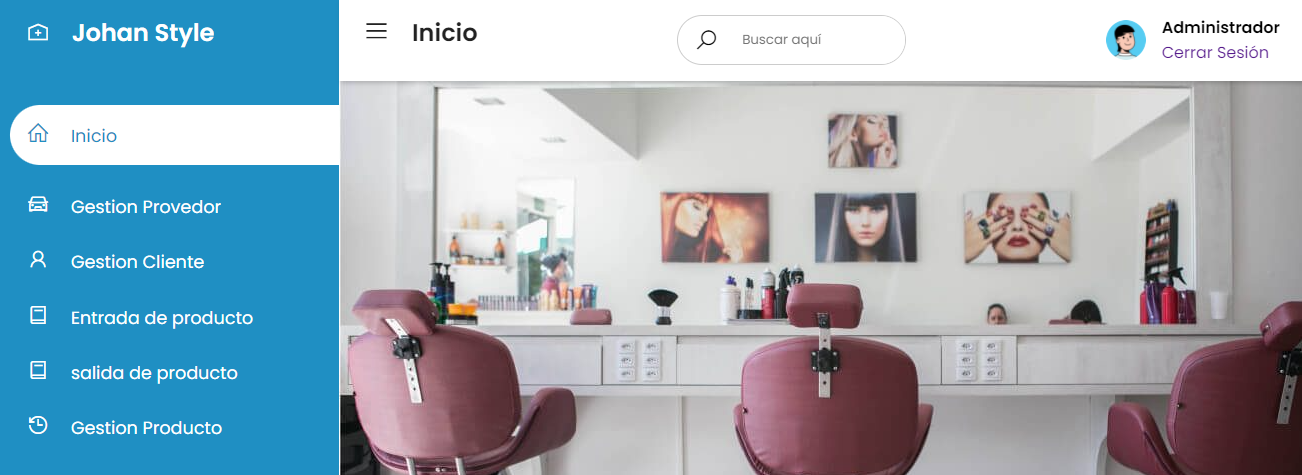 Johan Style
Inicio
Buscar aquí
Administrador
Cerrar Sesión
Inicio
Gestion Provedor
Gestion Cliente
Entrada de producto
salida de producto
Gestion Producto